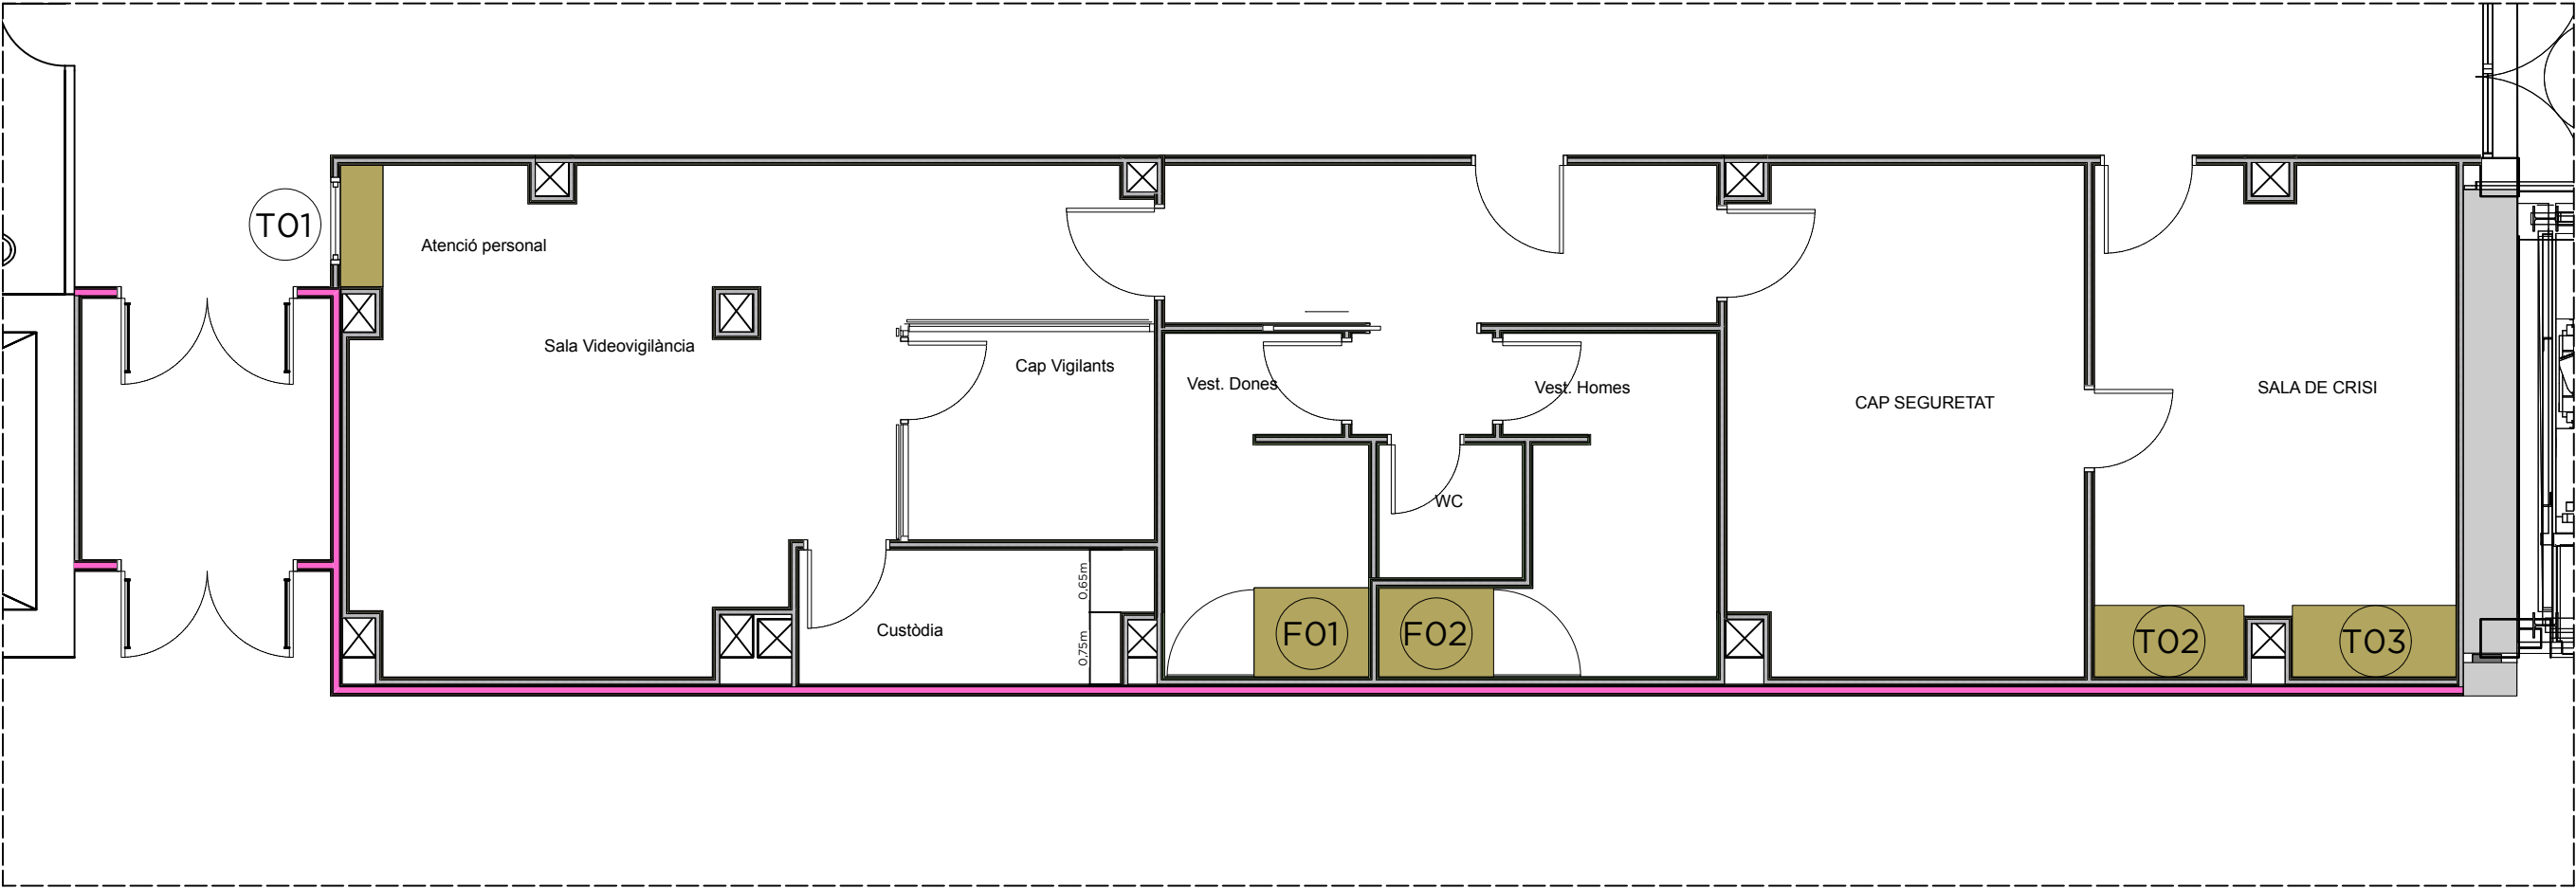 T01
Atenció personal
Sala Videovigilància
Cap Vigilants
Vest. Dones
Vest. Homes
CAP SEGURETAT
SALA DE CRISI
WC
0,65m
0,75m
Custòdia
F01
F02
T02
T03